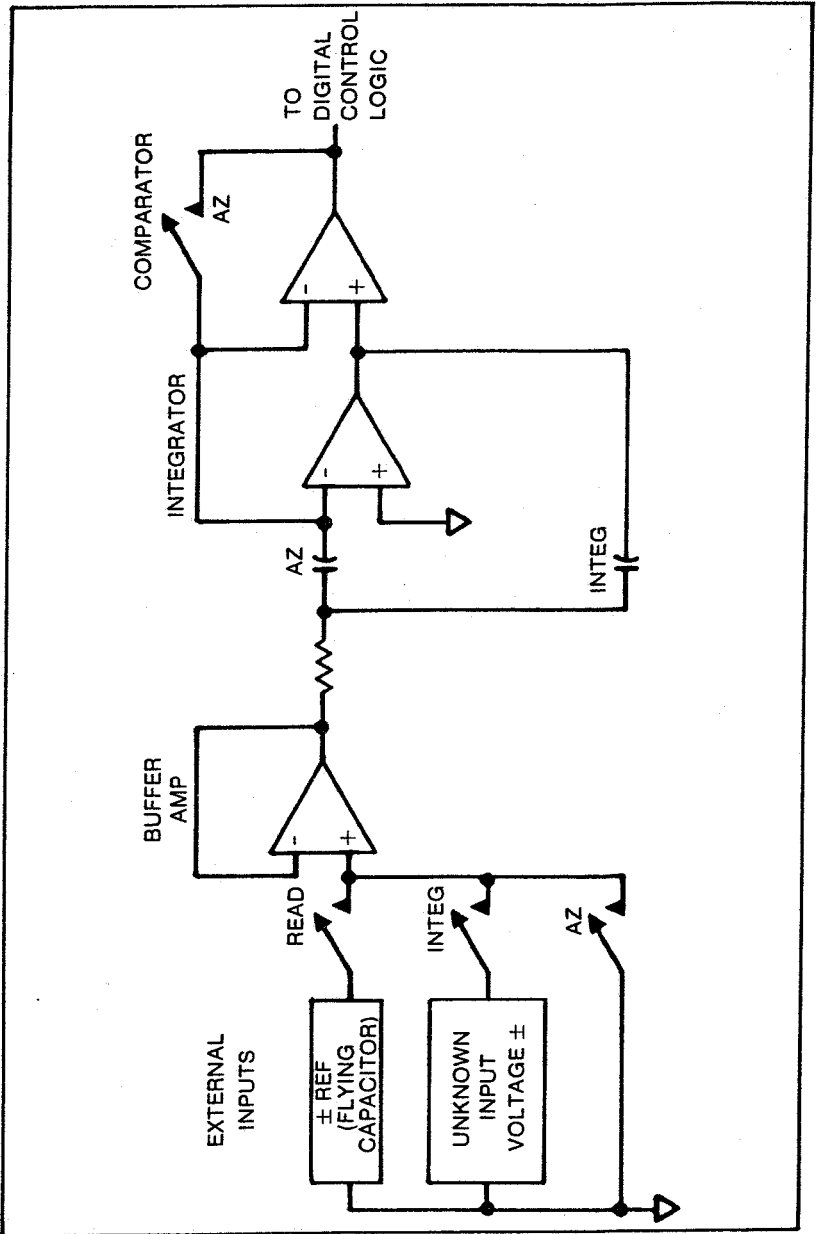 EXTERNAL
INPUTS
± REF
(FLYING
CAPACITOR)
READ
UNKNOWN
INPUT
VOLTAGE ±
INTEG
AZ
BUFFER
AMP
-
+
AZ
INTEG
INTEGRATOR
-
+
COMPARATOR
AZ
-
+
TO
DIGITAL
CONTROL
LOGIC